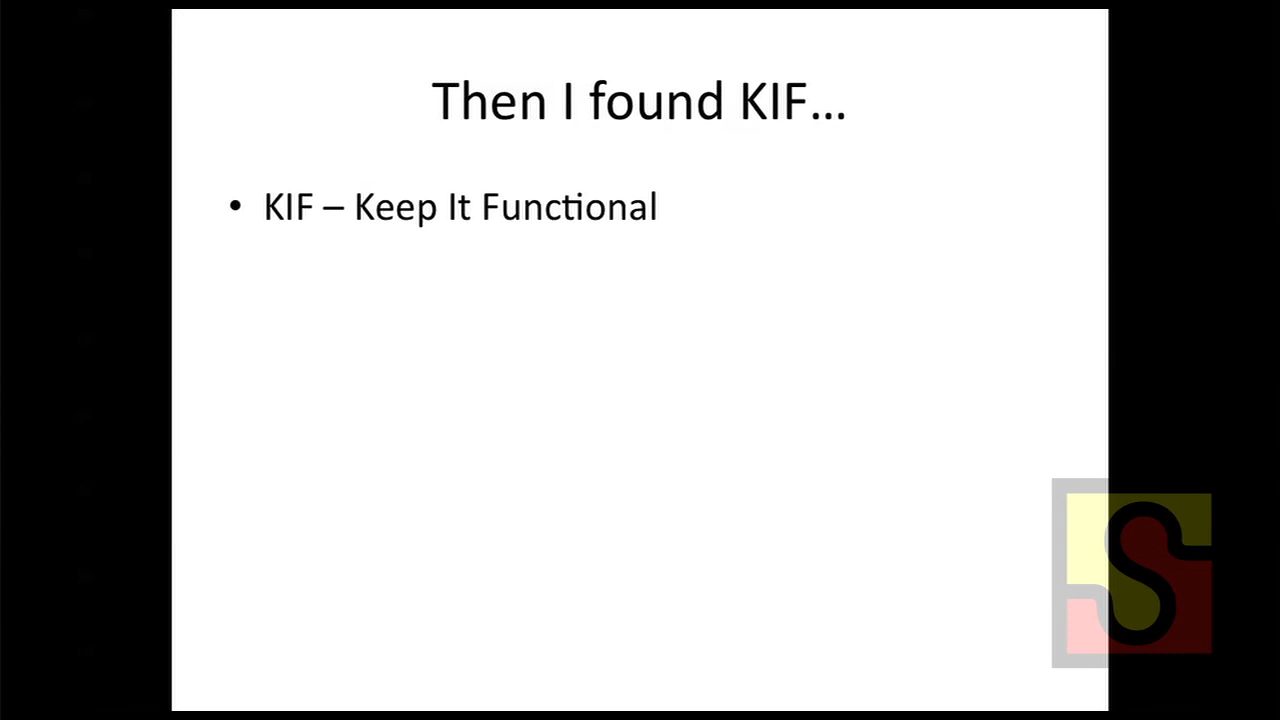 Then I found KIF...
• KIF – Keep It Functional